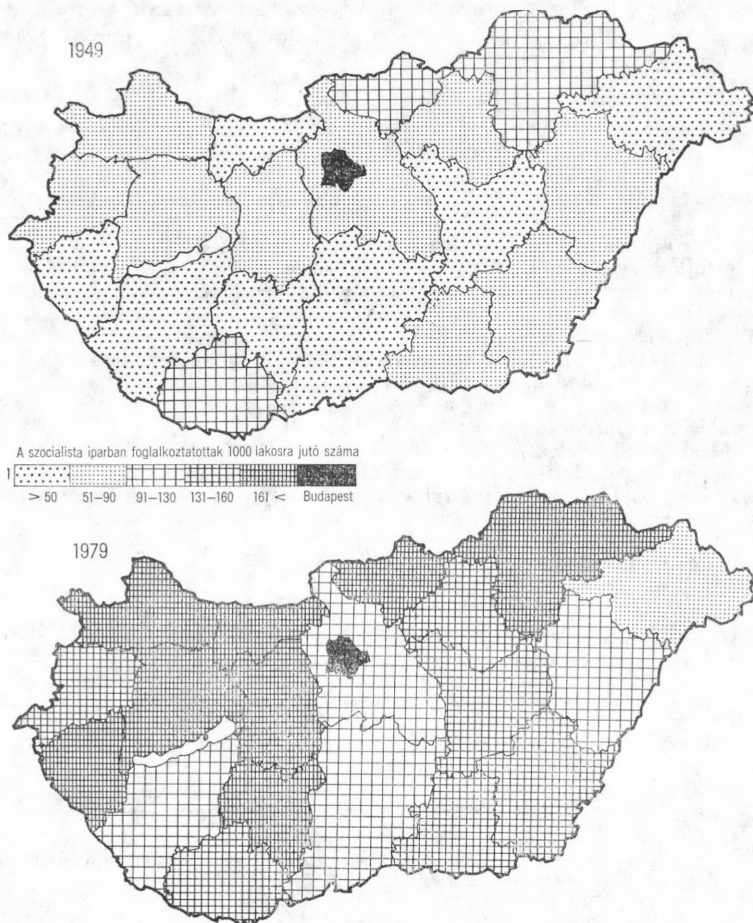 1949
A szocialista iparban foglalkoztatottak 1000 lakosra jutó száma
1
> 50 51–90 91–130 131–160 161 < Budapest
1979